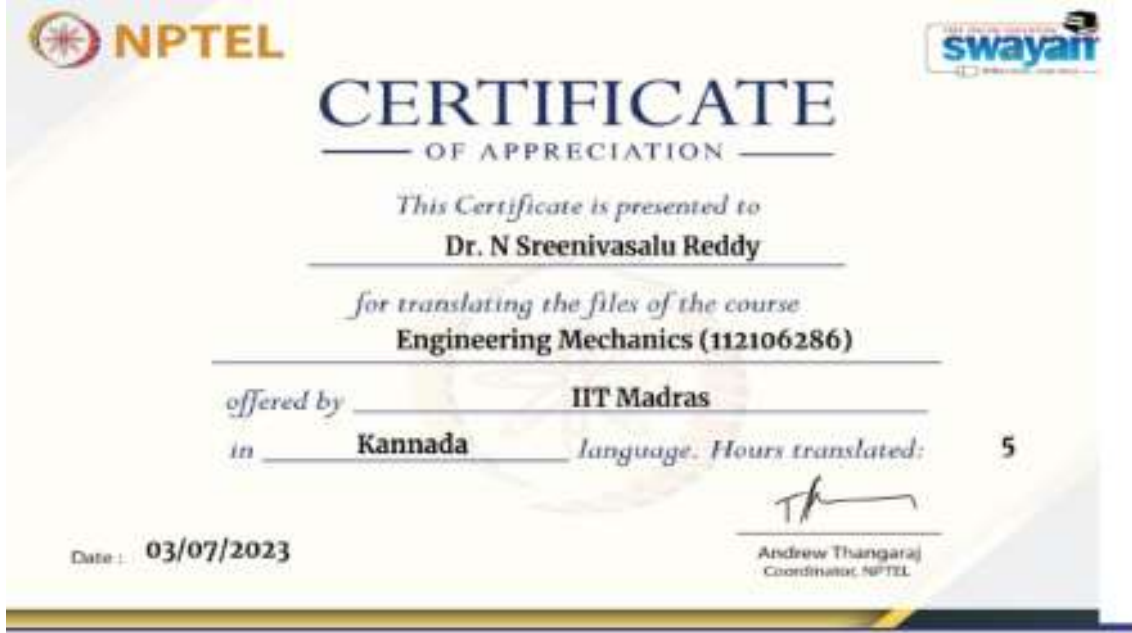 NPTEL
swayam
CERTIFICATE
OF APPRECIATION
This Certificate is presented to
Dr. N Sreenivasalu Reddy
for translating the files of the course
Engineering Mechanics (112106286)
offered by IIT Madras
in Kannada language. Hours translated: 5
Date : 03/07/2023
Andrew Thangaraj
Coordinator, NPTEL